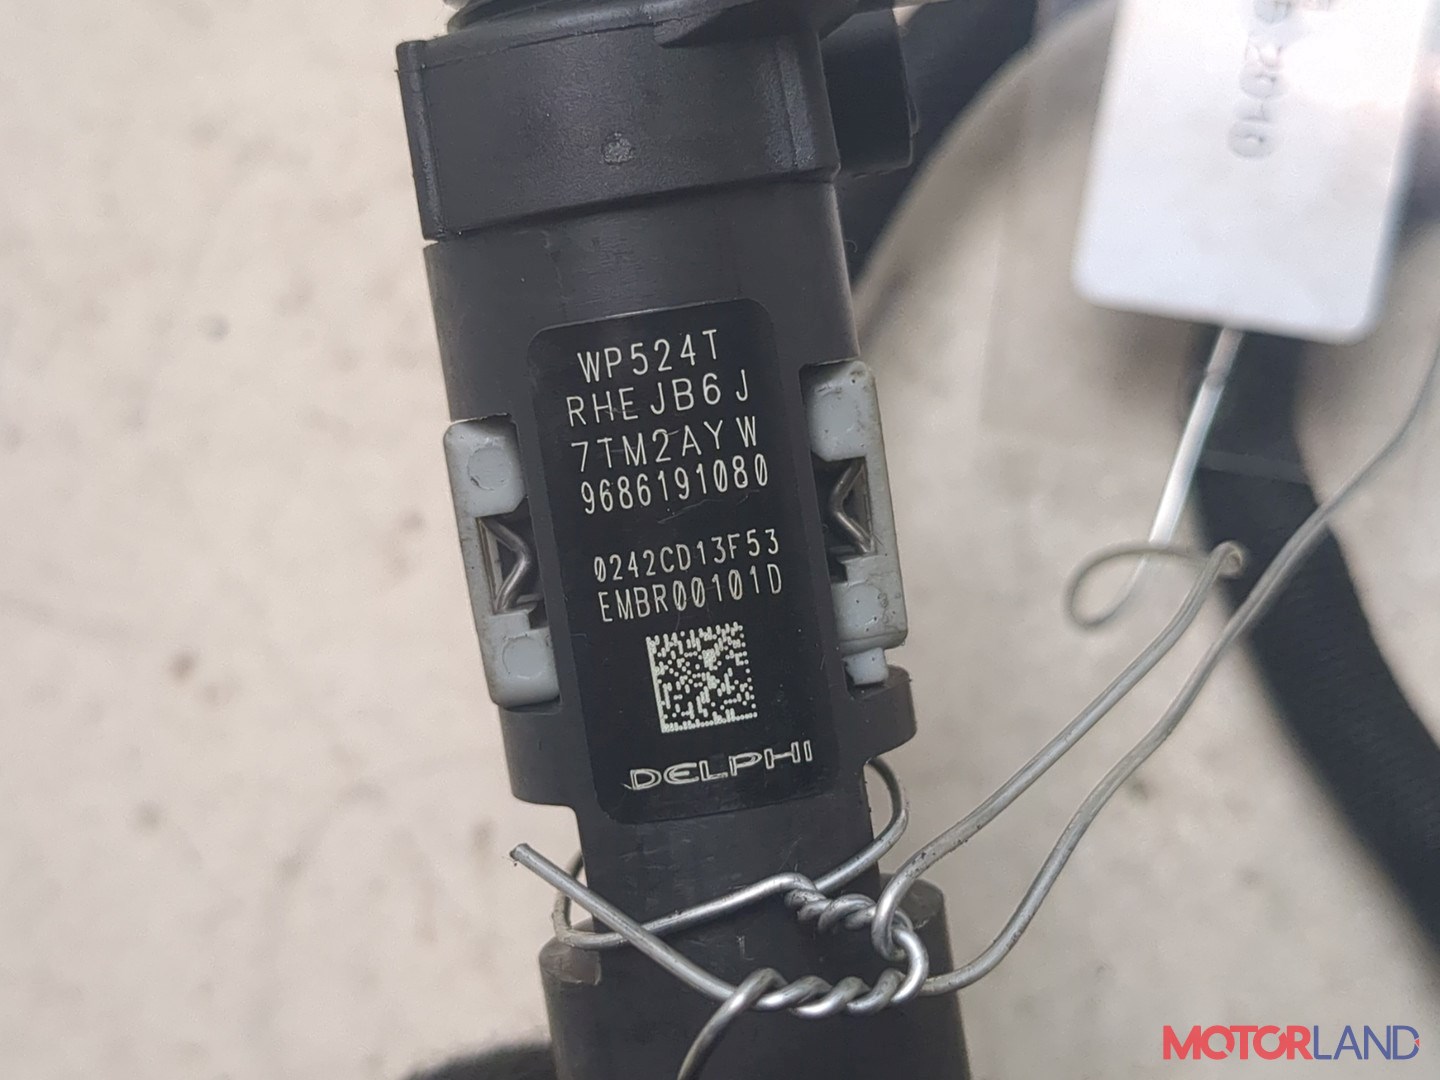 WP524T
RHEJB6J
7TM2AYW
9686191080
0242CD13F53
EMBR00101D
DELPHI
MOTORLAND